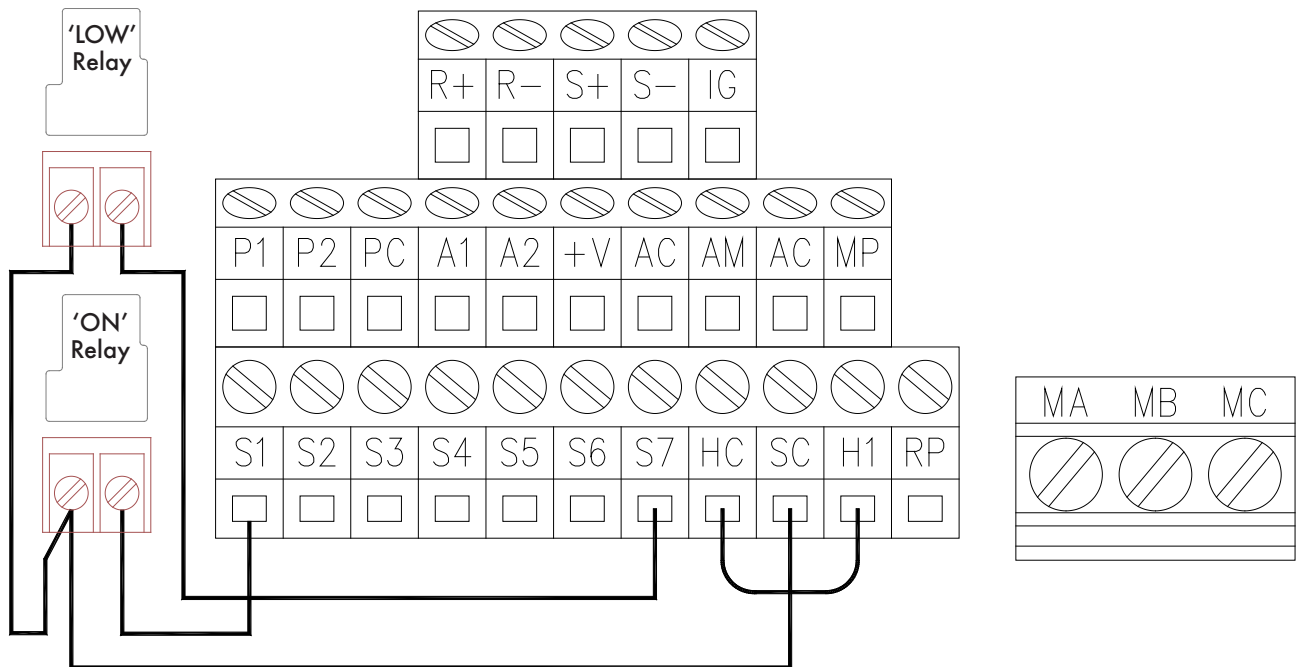 ‘LOW’
Relay
R+ R− S+ S− IG
P1 P2 PC A1 A2 +V AC AM AC MP
‘ON’
Relay
S1 S2 S3 S4 S5 S6 S7 HC SC H1 RP
MA MB MC